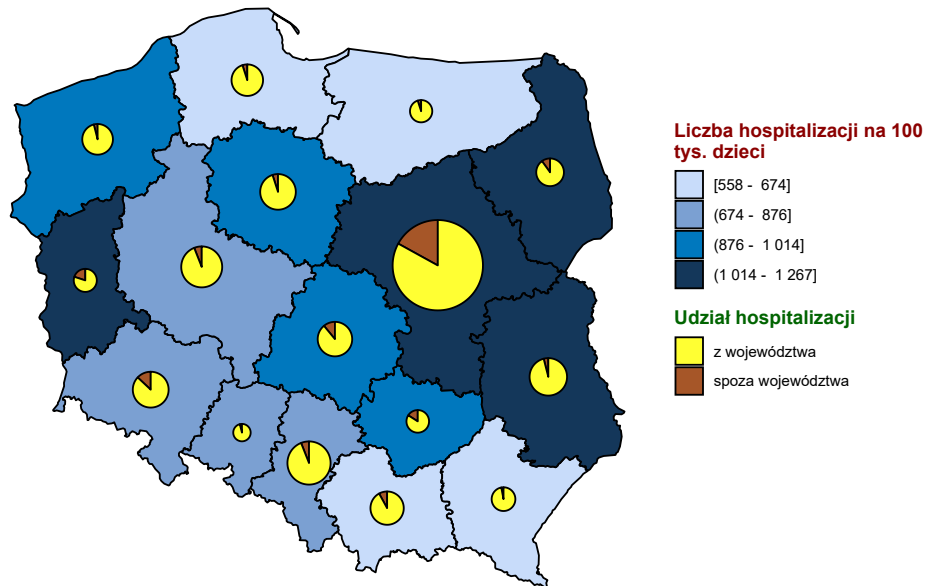 Liczba hospitalizacji na 100
tys. dzieci
[558 - 674]
(674 - 876]
(876 - 1 014]
(1 014 - 1 267]
Udział hospitalizacji
z województwa
spoza województwa